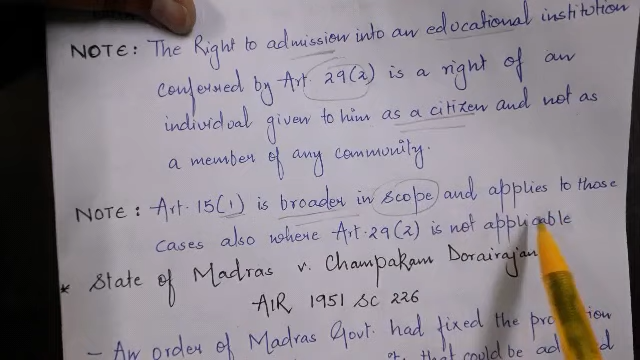 NOTE: The Right to admission into an educational institution
conferred by Art. 29(2) is a right of an
individual given to him as a citizen and not as
a member of any community.
NOTE: Art. 15(1) is broader in scope and applies to those
cases also where Art. 29(2) is not applicable
* State of Madras v. Champakam Dorairajan
AIR 1951 SC 226
- An order of Madras Govt. had fixed the
that could be